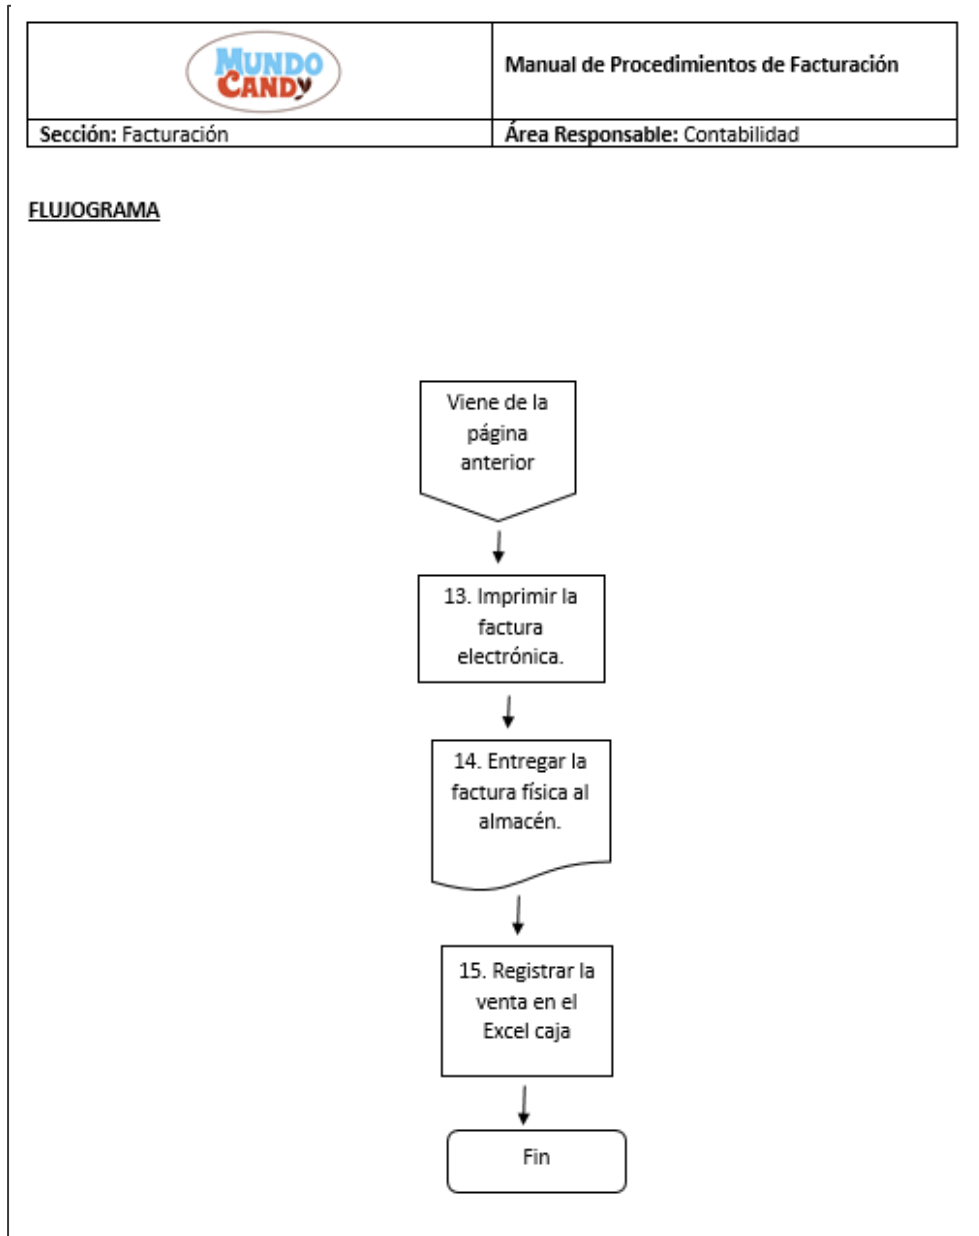 MUNDO
CANDY
Manual de Procedimientos de Facturación
Sección: Facturación
Área Responsable: Contabilidad
FLUJOGRAMA
Viene de la
página
anterior
13. Imprimir la
factura
electrónica.
14. Entregar la
factura física al
almacén.
15. Registrar la
venta en el
Excel caja
Fin